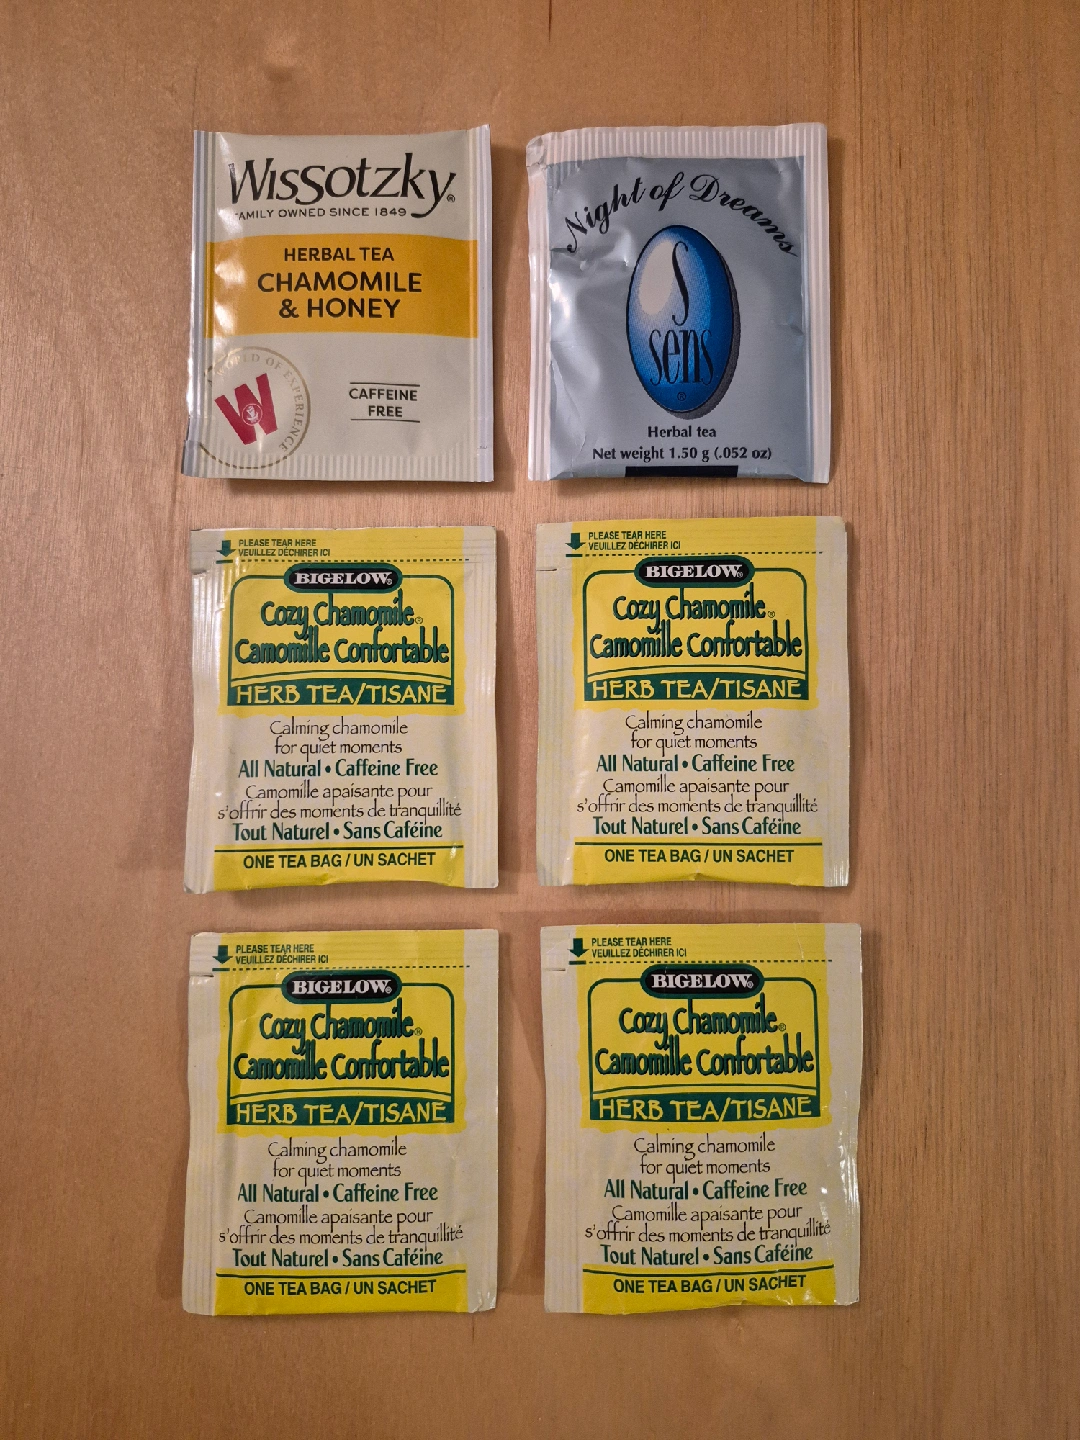 Wissotzky®
FAMILY OWNED SINCE 1849
HERBAL TEA
CHAMOMILE
& HONEY
WORLD OF EXPERIENCE
W
CAFFEINE
FREE
Night of Dreams
S
sens
®
Herbal tea
Net weight 1.50 g (.052 oz)
PLEASE TEAR HERE
VEUILLEZ DÉCHIRER ICI
BIGELOW®
Cozy Chamomile®
Camomille Confortable
HERB TEA/TISANE
Calming chamomile
for quiet moments
All Natural • Caffeine Free
Camomille apaisante pour
s'offrir des moments de tranquillité
Tout Naturel • Sans Caféine
ONE TEA BAG / UN SACHET
PLEASE TEAR HERE
VEUILLEZ DÉCHIRER ICI
BIGELOW®
Cozy Chamomile®
Camomille Confortable
HERB TEA/TISANE
Calming chamomile
for quiet moments
All Natural • Caffeine Free
Camomille apaisante pour
s'offrir des moments de tranquillité
Tout Naturel • Sans Caféine
ONE TEA BAG / UN SACHET
PLEASE TEAR HERE
VEUILLEZ DÉCHIRER ICI
BIGELOW®
Cozy Chamomile®
Camomille Confortable
HERB TEA/TISANE
Calming chamomile
for quiet moments
All Natural • Caffeine Free
Camomille apaisante pour
s'offrir des moments de tranquillité
Tout Naturel • Sans Caféine
ONE TEA BAG / UN SACHET
PLEASE TEAR HERE
VEUILLEZ DÉCHIRER ICI
BIGELOW®
Cozy Chamomile®
Camomille Confortable
HERB TEA/TISANE
Calming chamomile
for quiet moments
All Natural • Caffeine Free
Camomille apaisante pour
s'offrir des moments de tranquillité
Tout Naturel • Sans Caféine
ONE TEA BAG / UN SACHET